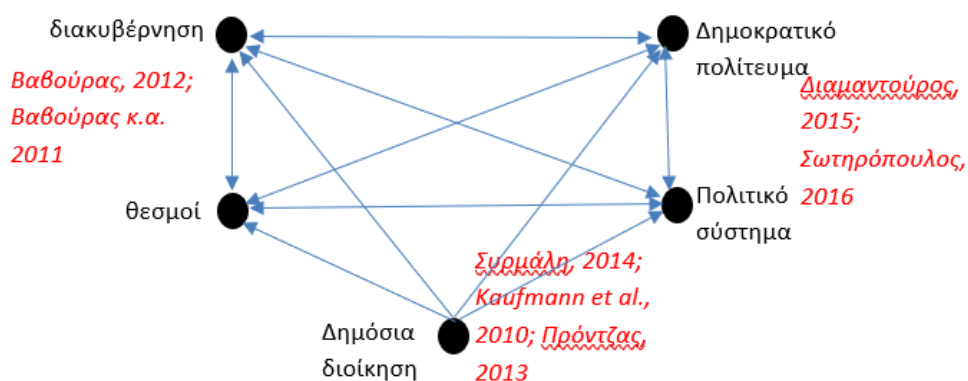 διακυβέρνηση
Δημοκρατικό
πολίτευμα
Βαβούρας, 2012;
Βαβούρας κ.α.
2011
Διαμαντούρος,
2015;
Σωτηρόπουλος,
2016
θεσμοί
Πολιτικό
σύστημα
Συρμάλη, 2014;
Kaufmann et al.,
2010; Πρόντζας,
2013
Δημόσια
διοίκηση